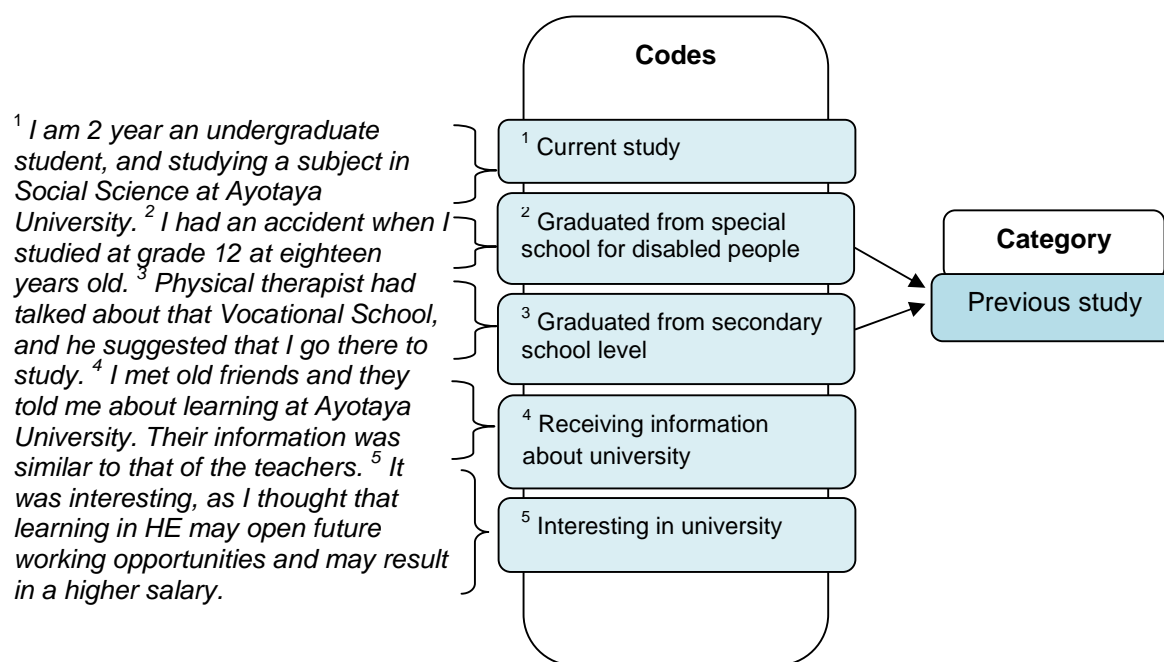 Codes
¹ I am 2 year an undergraduate
student, and studying a subject in
Social Science at Ayotaya
University. ² I had an accident when I
studied at grade 12 at eighteen
years old. ³ Physical therapist had
talked about that Vocational School,
and he suggested that I go there to
study. ⁴ I met old friends and they
told me about learning at Ayotaya
University. Their information was
similar to that of the teachers. ⁵ It
was interesting, as I thought that
learning in HE may open future
working opportunities and may result
in a higher salary.
¹ Current study
² Graduated from special
school for disabled people
³ Graduated from secondary
school level
⁴ Receiving information
about university
⁵ Interesting in university
Category
Previous study